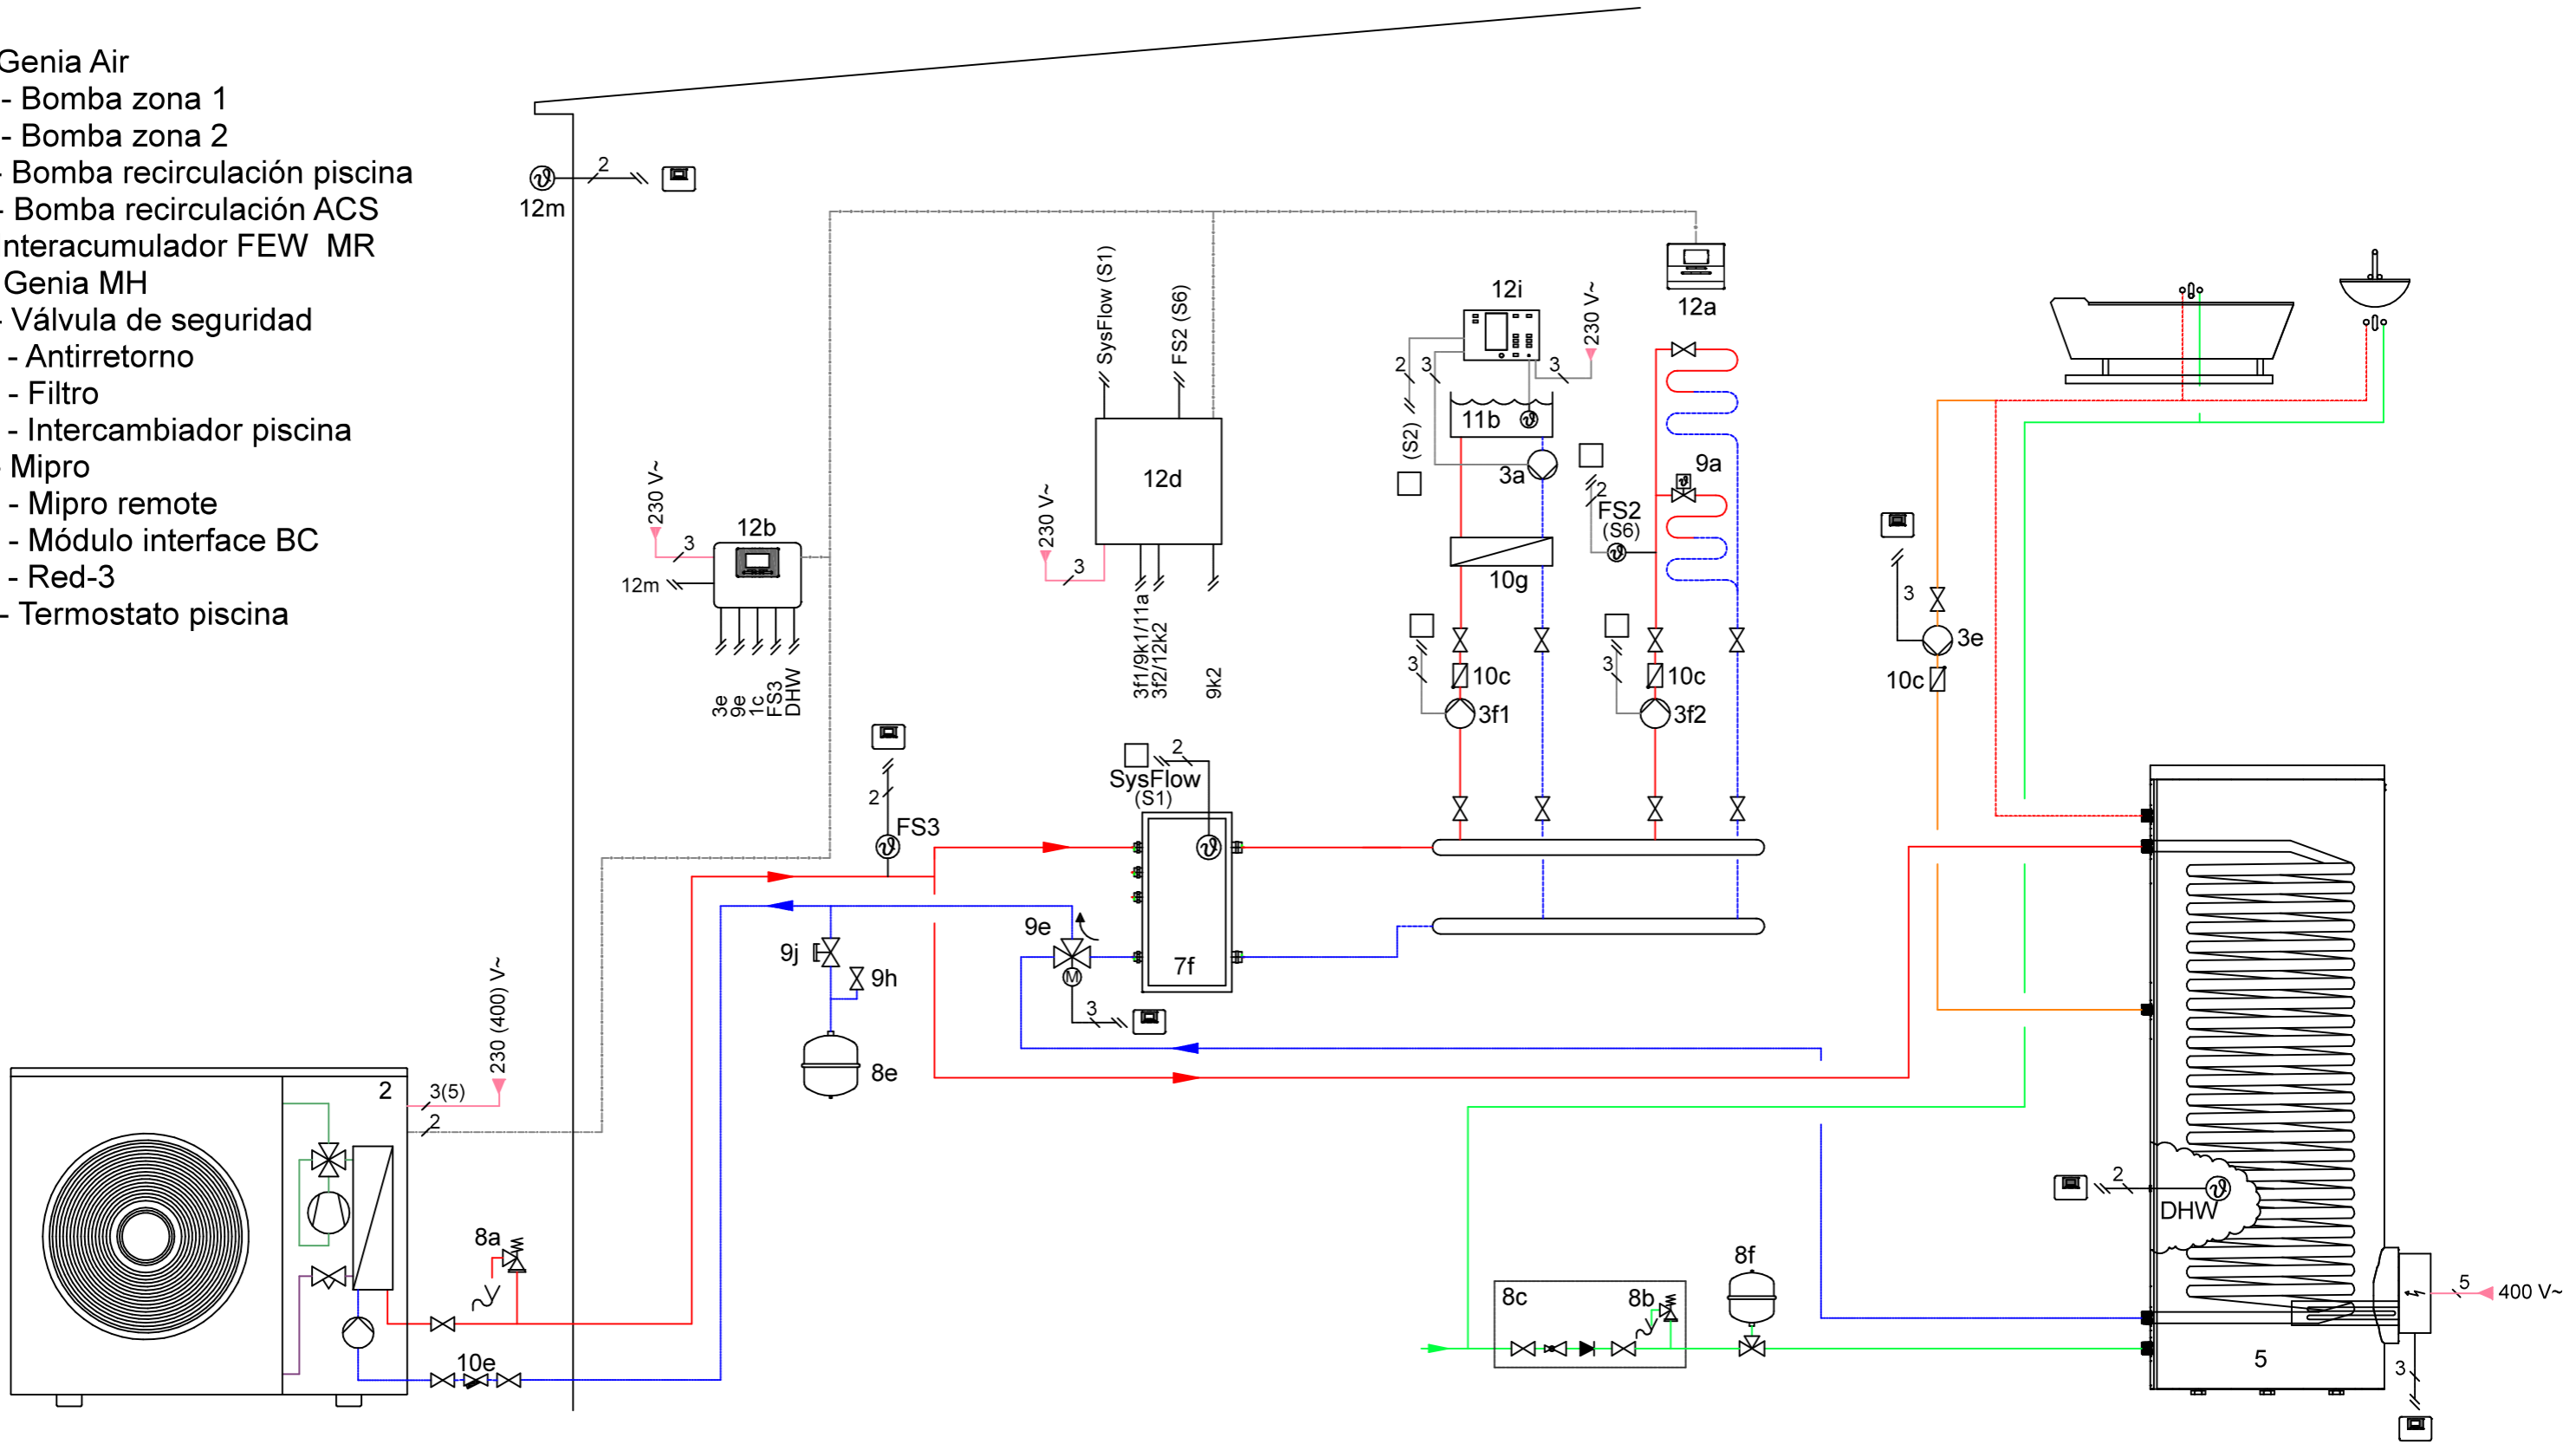 Genia Air
- Bomba zona 1
- Bomba zona 2
- Bomba recirculación piscina
- Bomba recirculación ACS
Interacumulador FEW  MR
Genia MH
- Válvula de seguridad
- Antirretorno
- Filtro
- Intercambiador piscina
- Mipro
- Mipro remote
- Módulo interface BC
- Red-3
- Termostato piscina
2
12m
SysFlow (S1)
FS2 (S6)
12i
230 V~
12a
2
3
3
11b
(S2)
3a
9a
2
FS2
(S6)
12d
230 V~
3
230 V~
12b
3
12m
10g
3e
9e
1c
FS3
DHW
3f1/9k1/11a
3f2/12k2
9k2
3
10c
3f1
3
10c
3f2
3
3e
10c
2
SysFlow
(S1)
2
FS3
9e
9j
9h
7f
M
3
8e
230 (400) V~
2
3(5)
2
8a
10e
2
DHW
8c
8b
8f
5
400 V~
5
3